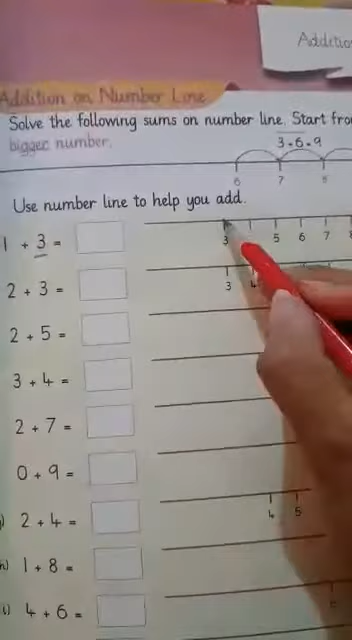 Addition on Number Line
Solve the following sums on number line. Start
bigger number.
3+6=9
6 7 8
Use number line to help you add.
1 + 3 =
3 5 6 7
2 + 3 =
3 4
2 + 5 =
3 + 4 =
2 + 7 =
0 + 9 =
2 + 4 =
4 5
h) 1 + 8 =
i) 4 + 6 =